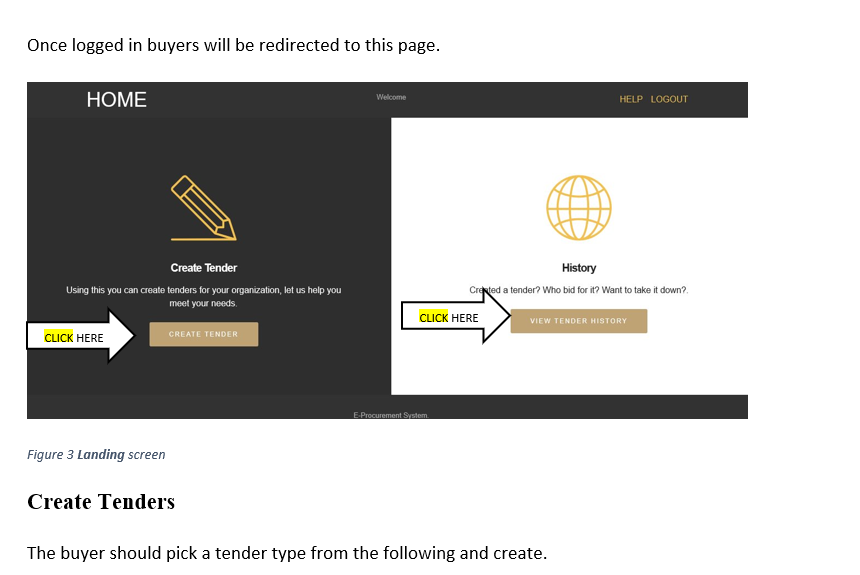 Once logged in buyers will be redirected to this page.
HOME
Welcome
HELP LOGOUT
Create Tender
Using this you can create tenders for your organization, let us help you
meet your needs.
CREATE TENDER
CLICK HERE
History
Created a tender? Who bid for it? Want to take it down?.
VIEW TENDER HISTORY
CLICK HERE
E-Procurement System.
Figure 3 Landing screen
Create Tenders
The buyer should pick a tender type from the following and create.